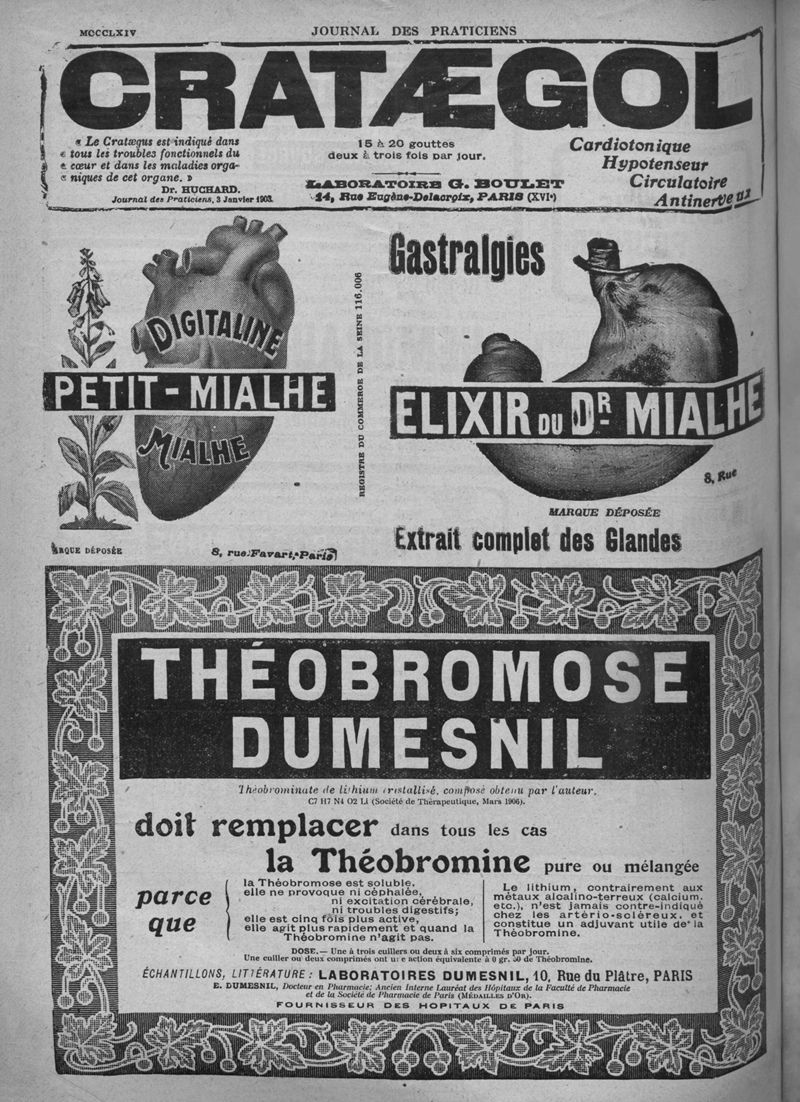 MCCCLXIV
JOURNAL DES PRATICIENS
CRATÆGOL
« Le Cratægus est indiqué dans
« tous les troubles fonctionnels du
« cœur et dans les maladies orga-
« niques de cet organe. »
Dr. HUCHARD.
Journal des Praticiens, 3 Janvier 1903.
15 à 20 gouttes
deux à trois fois par jour.
LABORATOIRE G. BOULET
24, Rue Eugène-Delacroix, PARIS (XVIe)
Cardiotonique
Hypotenseur
Circulatoire
Antinerveux
DIGITALINE
PETIT-MIALHE
MIALHE
MARQUE DÉPOSÉE
8, rue Favart, Paris
REGISTRE DU COMMERCE DE LA SEINE 116.006
Gastralgies
ELIXIR DU DR MIALHE
8, Rue
MARQUE DÉPOSÉE
Extrait complet des Glandes
THÉOBROMOSE
DUMESNIL
Théobrominate de lithium cristallisé, composé obtenu par l'auteur.
C7 H7 N4 O2 Li (Société de Thérapeutique, Mars 1906).
doit remplacer dans tous les cas
la Théobromine pure ou mélangée
parce
que
la Théobromose est soluble,
elle ne provoque ni céphalée,
ni excitation cérébrale,
ni troubles digestifs;
elle est cinq fois plus active,
elle agit plus rapidement et quand la
Théobromine n'agit pas.
Le lithium, contrairement aux
métaux alcalino-terreux (calcium,
etc.), n'est jamais contre-indiqué
chez les artério-scléreux, et
constitue un adjuvant utile de la
Théobromine.
DOSE.— Une à trois cuillers ou deux à six comprimés par jour.
Une cuiller ou deux comprimés ont une action équivalente à gr. 50 de Théobromine.
ÉCHANTILLONS, LITTÉRATURE : LABORATOIRES DUMESNIL, 10, Rue du Plâtre, PARIS
E. DUMESNIL, Docteur en Pharmacie; Ancien Interne Lauréat des Hôpitaux de la Faculté de Pharmacie
et de la Société de Pharmacie de Paris (MÉDAILLES D'OR).
FOURNISSEUR DES HOPITAUX DE PARIS